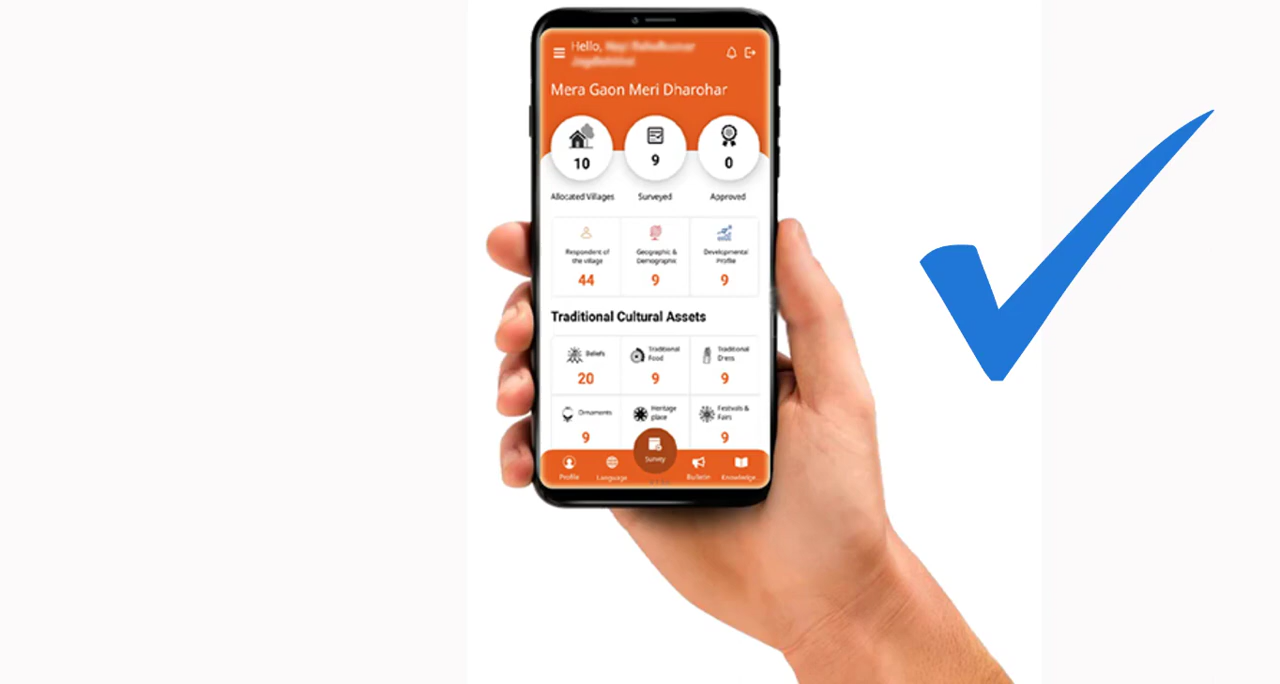 Hello,
Mera Gaon Meri Dharohar
10 9 0
Allocated Villages Surveyed Approved
Respondent of
the village
44
Geographic &
Demographic
9
Developmental
Profile
9
Traditional Cultural Assets
Beliefs
20
Traditional
Food
9
Traditional
Dress
9
Ornaments
9
Heritage
place
Festivals &
Fairs
9
Profile Language Survey Bulletin Knowledge